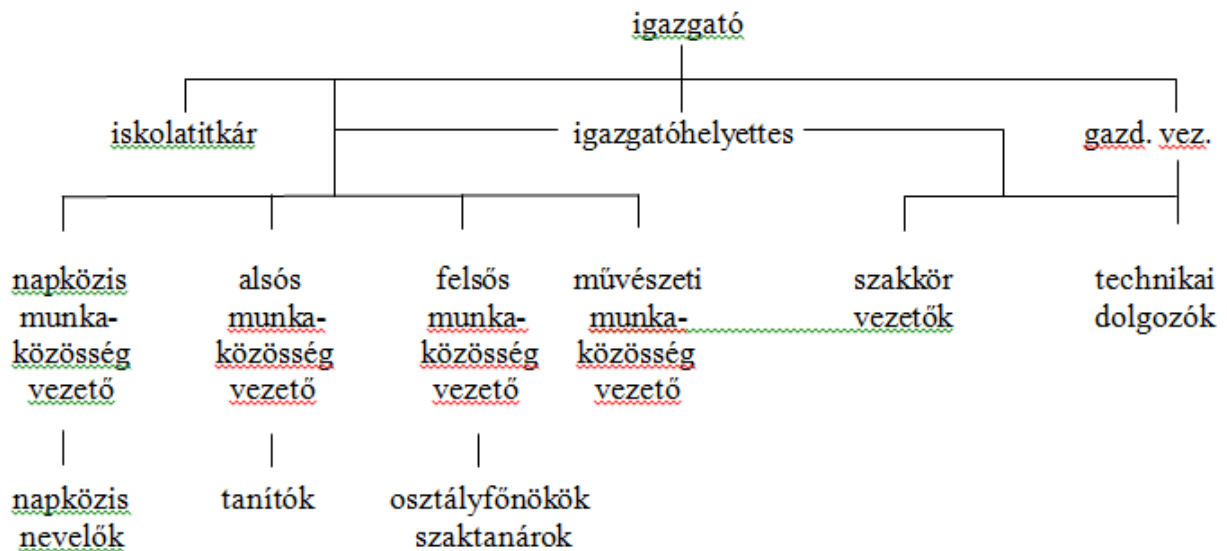 igazgató
iskolatitkár igazgatóhelyettes gazd. vez.
napközis alsós felsős művészeti szakkör technikai
munka- munka- munka- munka- vezetők dolgozók
közösség közösség közösség közösség
vezető vezető vezető vezető
napközis tanítók osztályfőnökök
nevelők szaktanárok